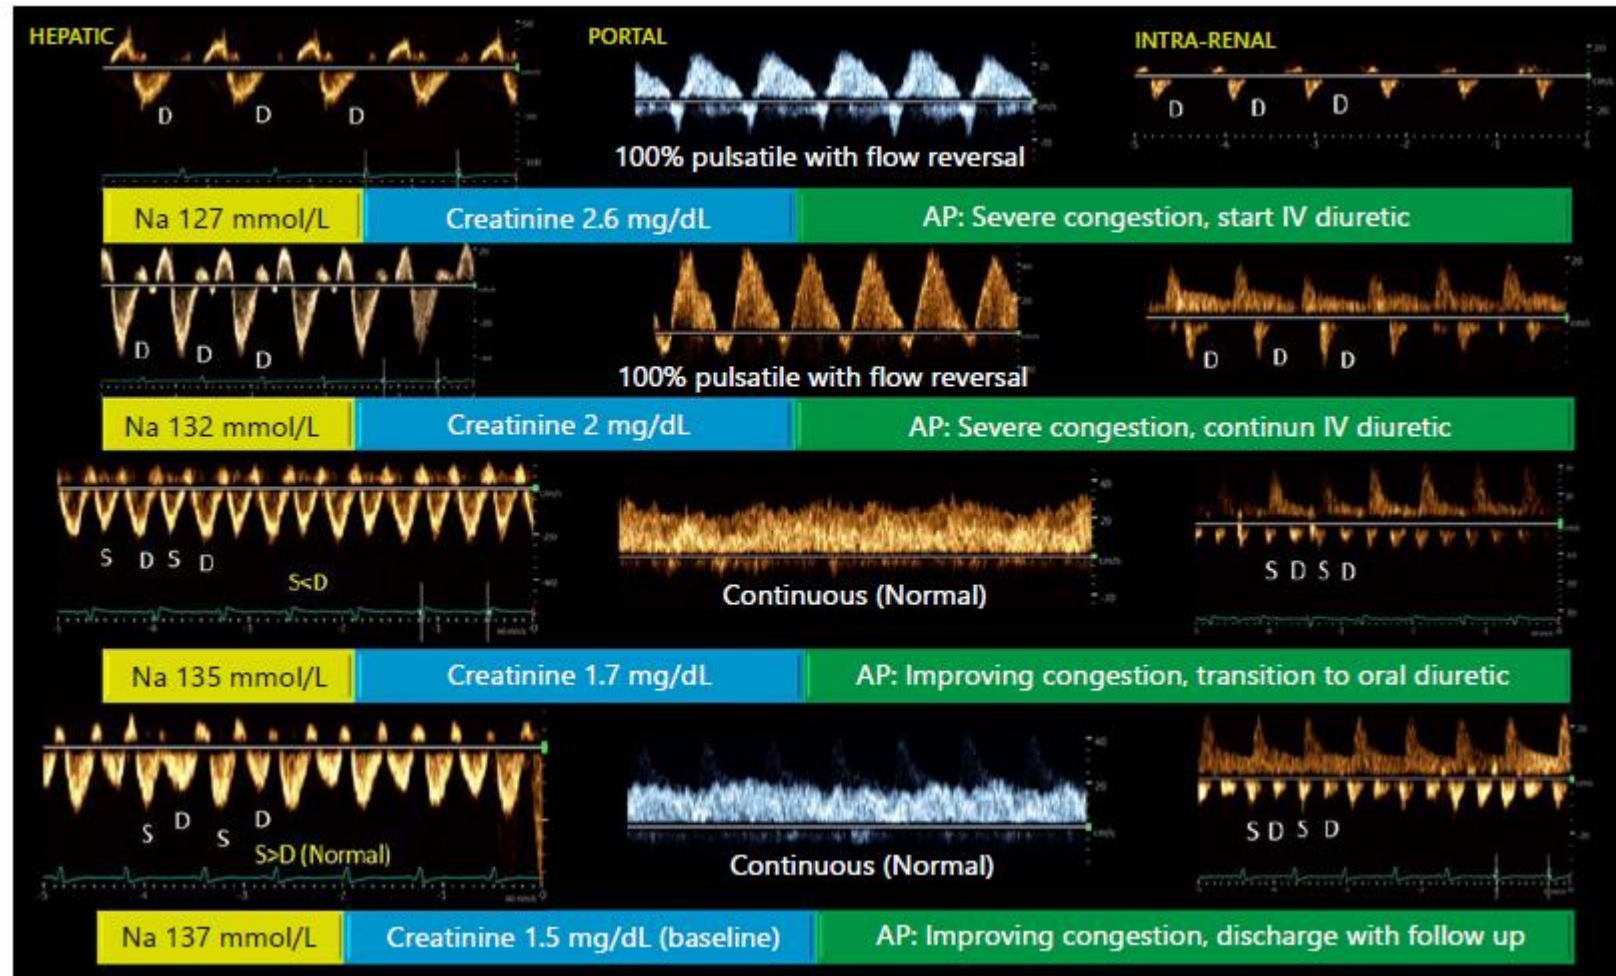 HEPATIC
PORTAL
INTRA-RENAL
D D D
D D D
100% pulsatile with flow reversal
Na 127 mmol/L
Creatinine 2.6 mg/dL
AP: Severe congestion, start IV diuretic
D D D
D D D
100% pulsatile with flow reversal
Na 132 mmol/L
Creatinine 2 mg/dL
AP: Severe congestion, continun IV diuretic
S D S D
S<D
Continuous (Normal)
S D S D
Na 135 mmol/L
Creatinine 1.7 mg/dL
AP: Improving congestion, transition to oral diuretic
S D S D
S>D (Normal)
Continuous (Normal)
S D S D
Na 137 mmol/L
Creatinine 1.5 mg/dL (baseline)
AP: Improving congestion, discharge with follow up